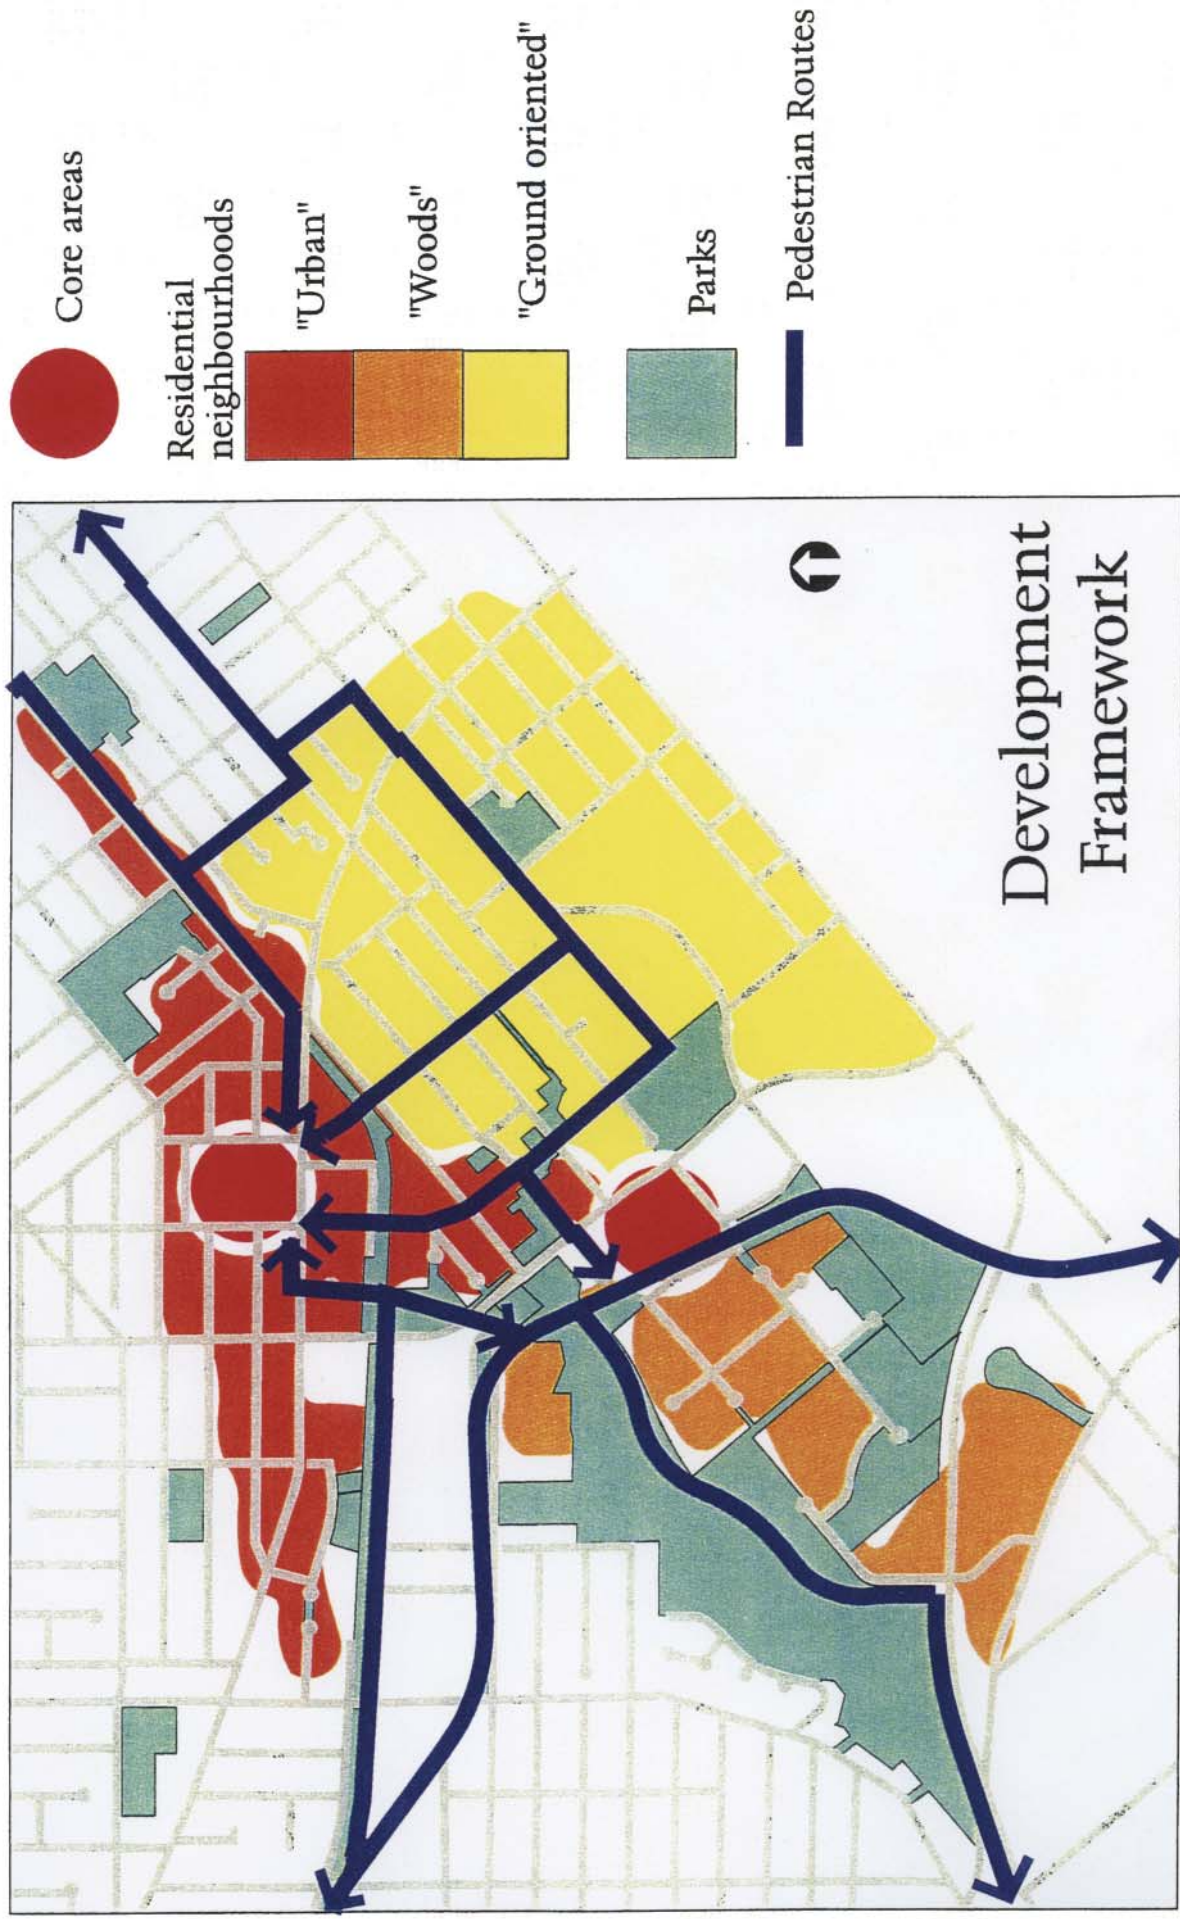 Core areas
Residential
neighbourhoods
"Urban"
"Woods"
"Ground oriented"
Parks
Pedestrian Routes
Development
Framework